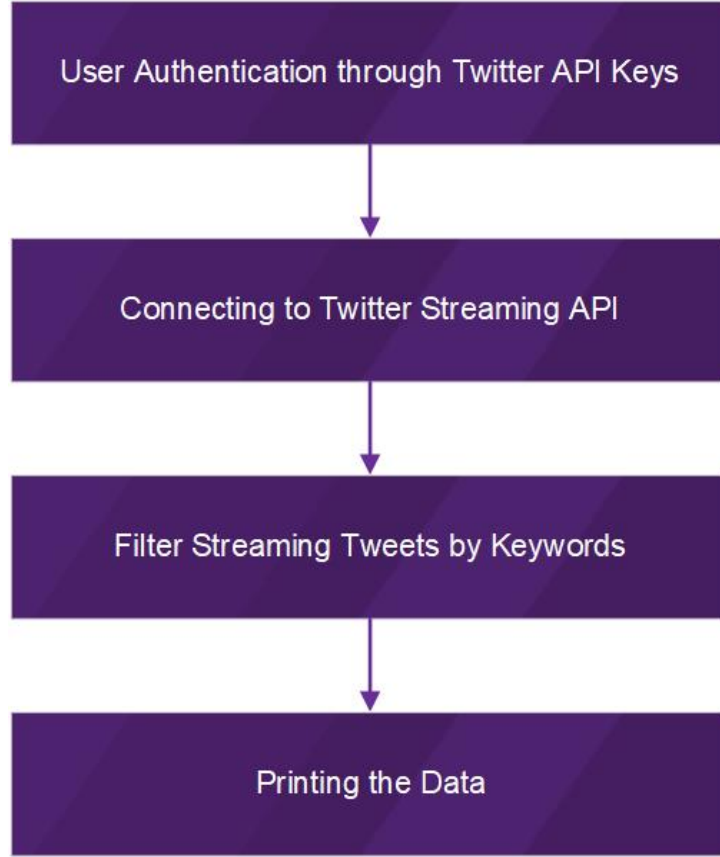 User Authentication through Twitter API Keys
Connecting to Twitter Streaming API
Filter Streaming Tweets by Keywords
Printing the Data